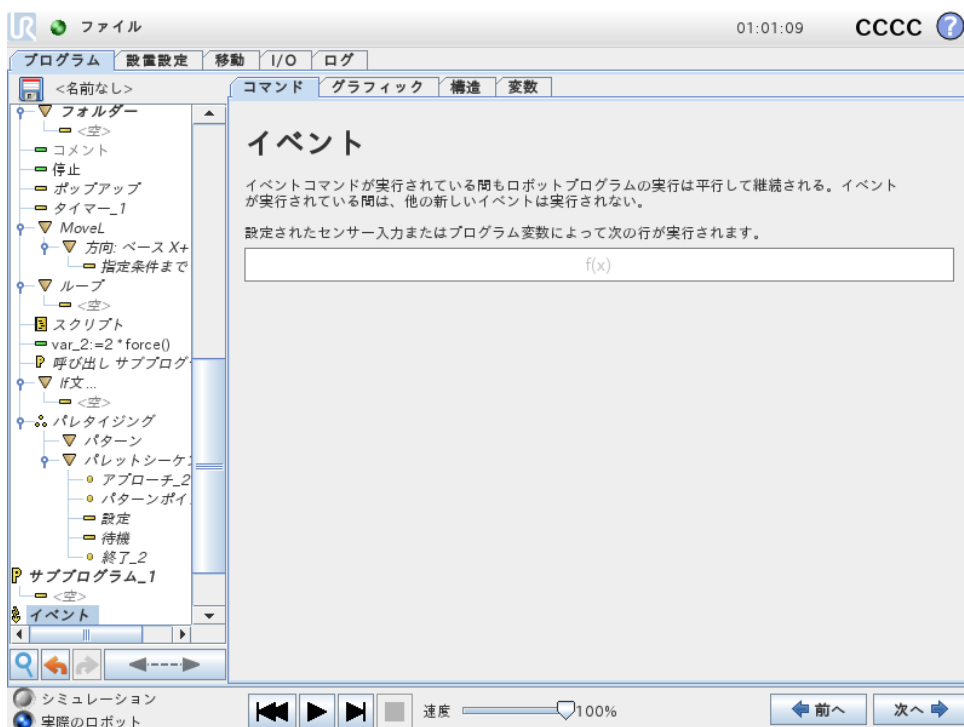 UR ファイル 01:01:09 CCCC ?
プログラム 設置設定 移動 I/O ログ
<名前なし>
コマンド グラフィック 構造 変数
フォルダー
<空>
コメント
停止
ポップアップ
タイマー_1
MoveL
方向: ベース X+
指定条件まで
ループ
<空>
スクリプト
var_2:=2 * force()
呼び出し サブプログ
If文 ...
<空>
パレタイジング
パターン
パレットシーケン
アプローチ_2
パターンポイ
設定
待機
終了_2
P サブプログラム_1
<空>
イベント
イベント
イベントコマンドが実行されている間もロボットプログラムの実行は平行して継続される。イベント
が実行されている間は、他の新しいイベントは実行されない。
設定されたセンサー入力またはプログラム変数によって次の行が実行されます。
f(x)
シミュレーション
実際のロボット
速度 100%
前へ 次へ